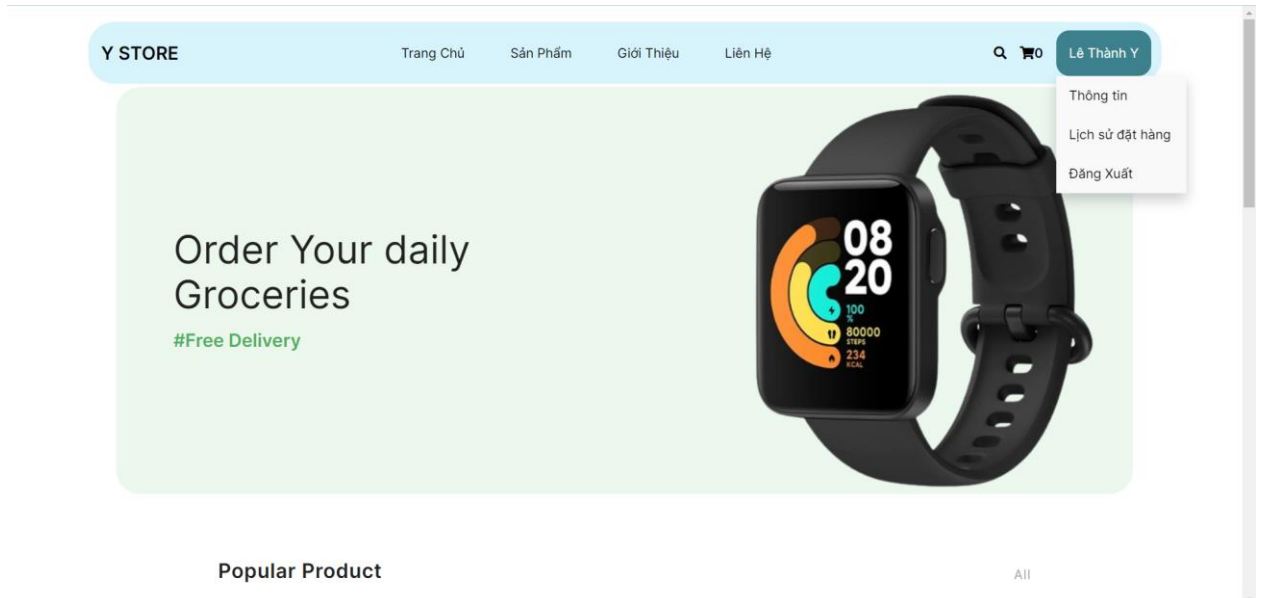 Y STORE
Trang Chủ
Sản Phẩm
Giới Thiệu
Liên Hệ
0
Lê Thành Y
Thông tin
Lịch sử đặt hàng
Đăng Xuất
Order Your daily
Groceries
#Free Delivery
08
20
100
%
80000
STEPS
234
KCAL
Popular Product
All